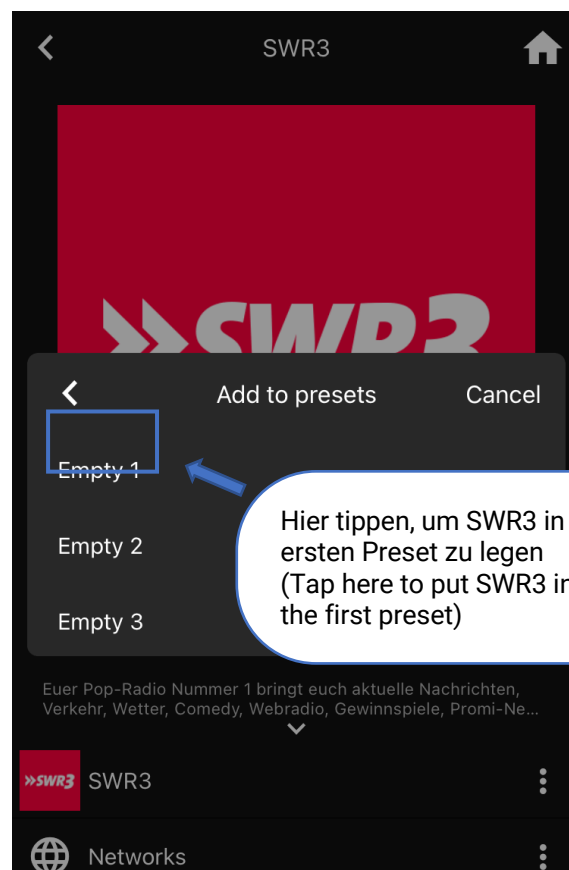 SWR3
SWR3
Add to presets
Cancel
Empty 1
Empty 2
Empty 3
Hier tippen, um SWR3 in
ersten Preset zu legen
(Tap here to put SWR3 in
the first preset)
Euer Pop-Radio Nummer 1 bringt euch aktuelle Nachrichten,
Verkehr, Wetter, Comedy, Webradio, Gewinnspiele, Promi-Ne...
SWR3
SWR3
Networks